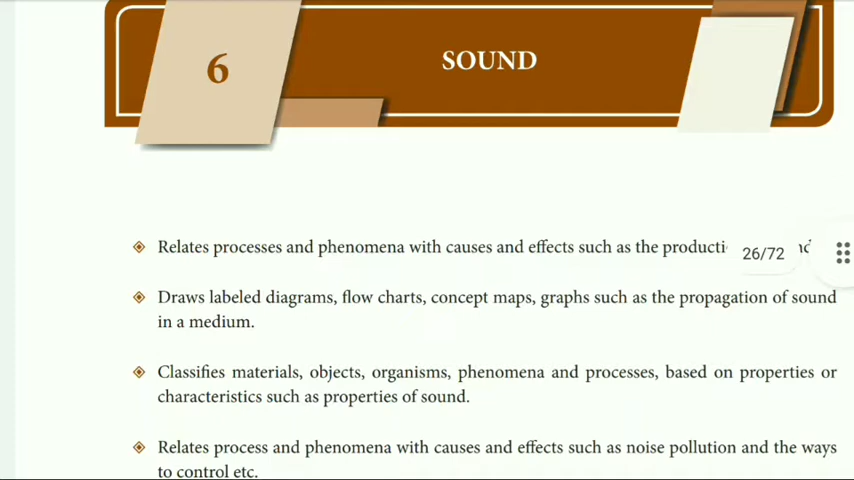 6
SOUND
Relates processes and phenomena with causes and effects such as the
26/72
Draws labeled diagrams, flow charts, concept maps, graphs such as the propagation of sound
in a medium.
Classifies materials, objects, organisms, phenomena and processes, based on properties or
characteristics such as properties of sound.
Relates process and phenomena with causes and effects such as noise pollution and the ways
to control etc.